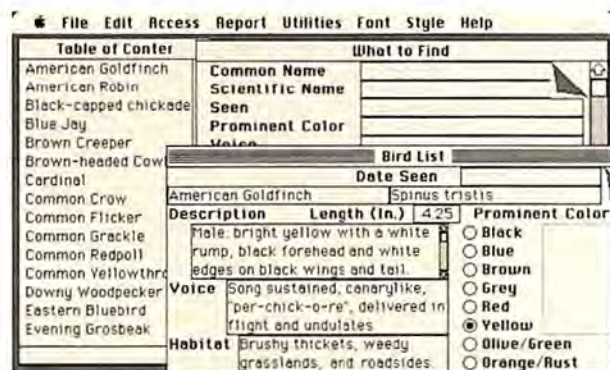 File Edit Access Report Utilities Font Style Help
Table of Conter
What to Find
American Goldfinch
American Robin
Black-capped chickade
Blue Jay
Brown Creeper
Brown-headed Cowl
Cardinal
Common Crow
Common Flicker
Common Grackle
Common Redpoll
Common Yellowthro
Downy Woodpecker
Eastern Bluebird
Evening Grosbeak
Common Name
Scientific Name
Seen
Prominent Color
Voice
Bird List
Date Seen
American Goldfinch Spinus tristis
Description Length (In.) 4.25 Prominent Color
Male: bright yellow with a white
rump, black forehead and white
edges on black wings and tail.
Voice Song sustained, canarylike,
"per-chick-o-re", delivered in
flight and undulates
Habitat Brushy thickets, weedy
grasslands, and roadsides.
Black
Blue
Brown
Grey
Red
Yellow
Olive/Green
Orange/Rust